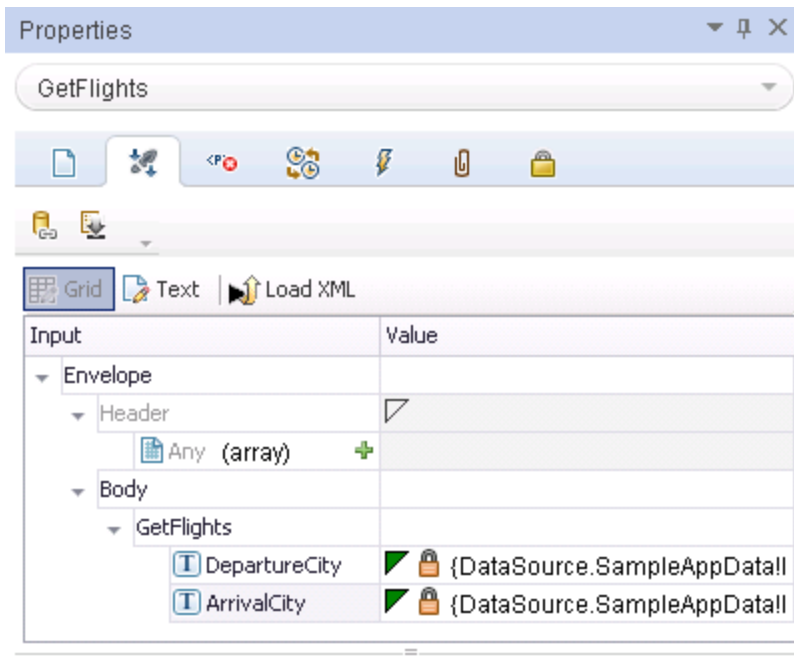 Properties
GetFlights
<P>
Grid Text Load XML
Input Value
Envelope
Header
Any (array)
Body
GetFlights
T DepartureCity {DataSource.SampleAppData!I
T ArrivalCity {DataSource.SampleAppData!I